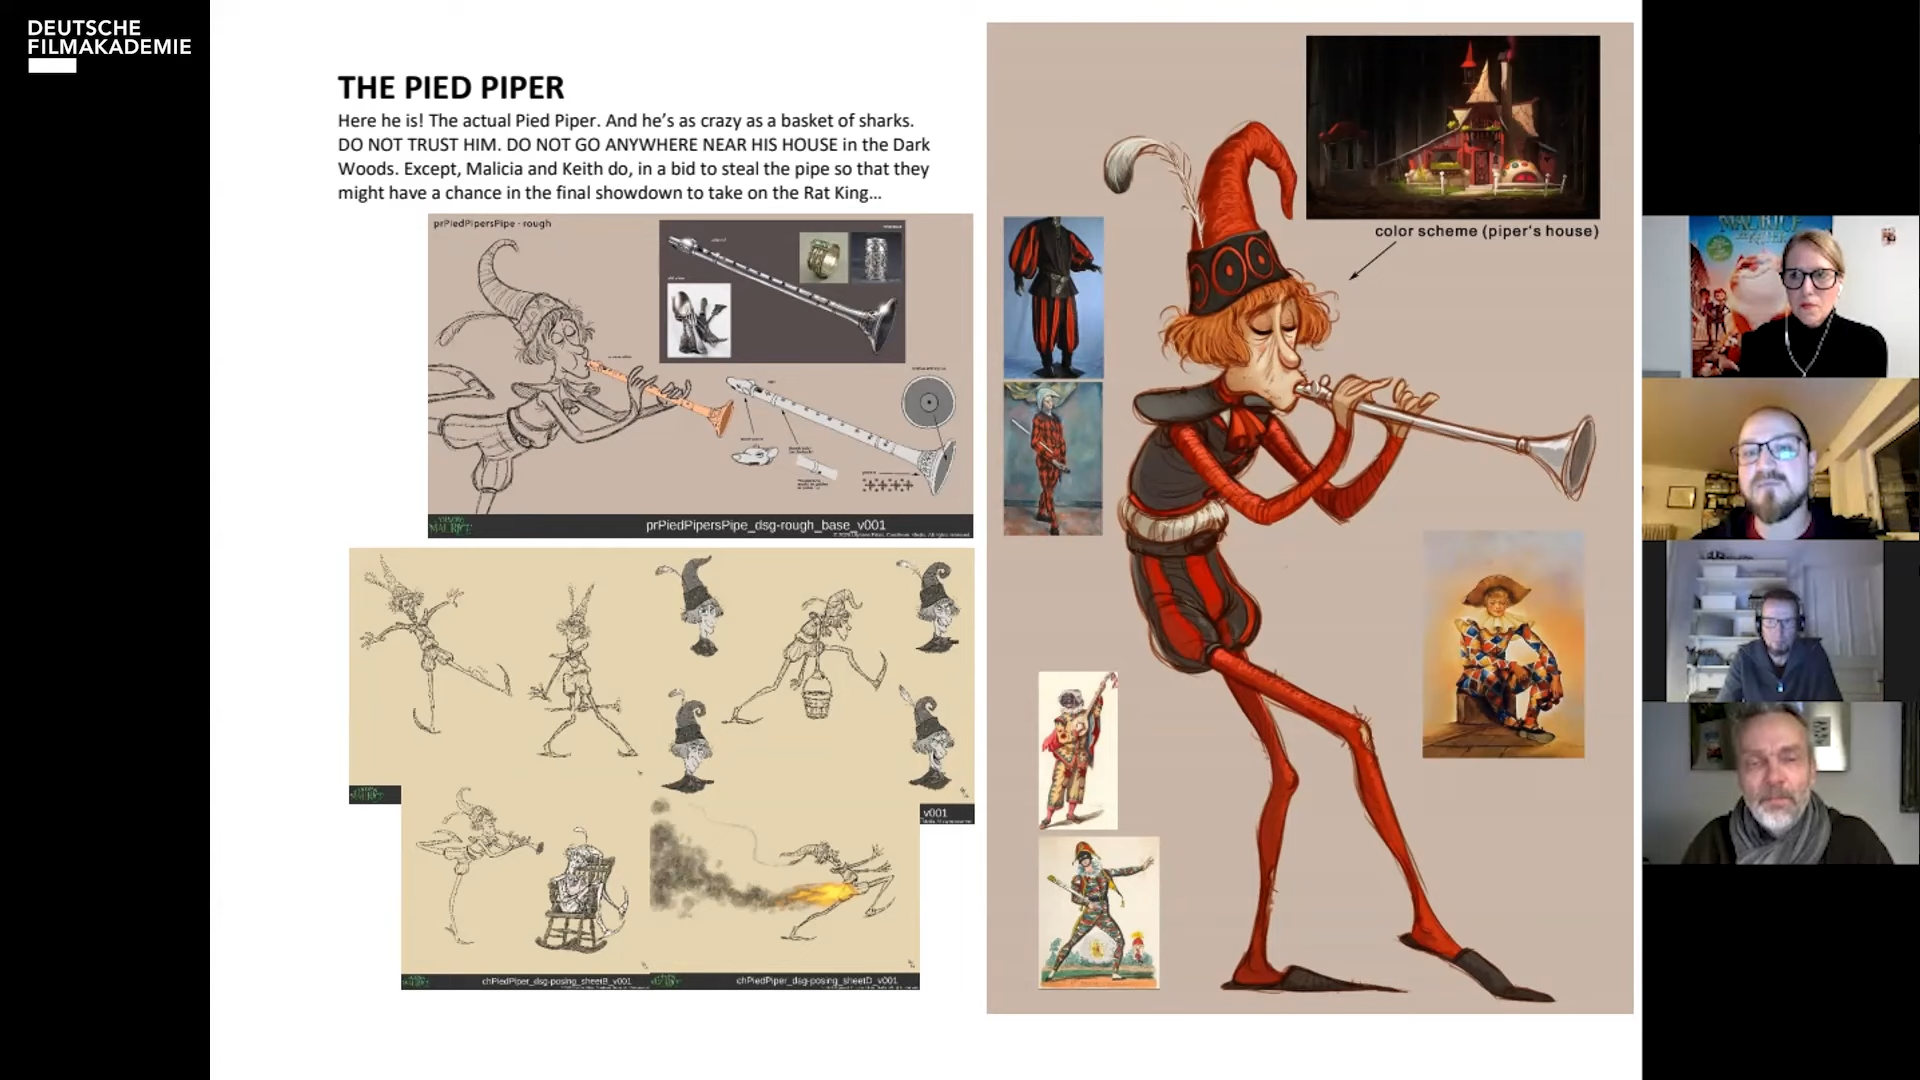 DEUTSCHE
FILMAKADEMIE
THE PIED PIPER
Here he is! The actual Pied Piper. And he's as crazy as a basket of sharks.
DO NOT TRUST HIM. DO NOT GO ANYWHERE NEAR HIS HOUSE in the Dark
Woods. Except, Malicia and Keith do, in a bid to steal the pipe so that they
might have a chance in the final showdown to take on the Rat King...
prPiedPipersPipe - rough
prPiedPipersPipe_dsg-rough_base_v001
color scheme (piper's house)
MAURICE
v001
chPiedPiper_dsg-posing_sheetB_v001
chPiedPiper_dsg-posing_sheetD_v001